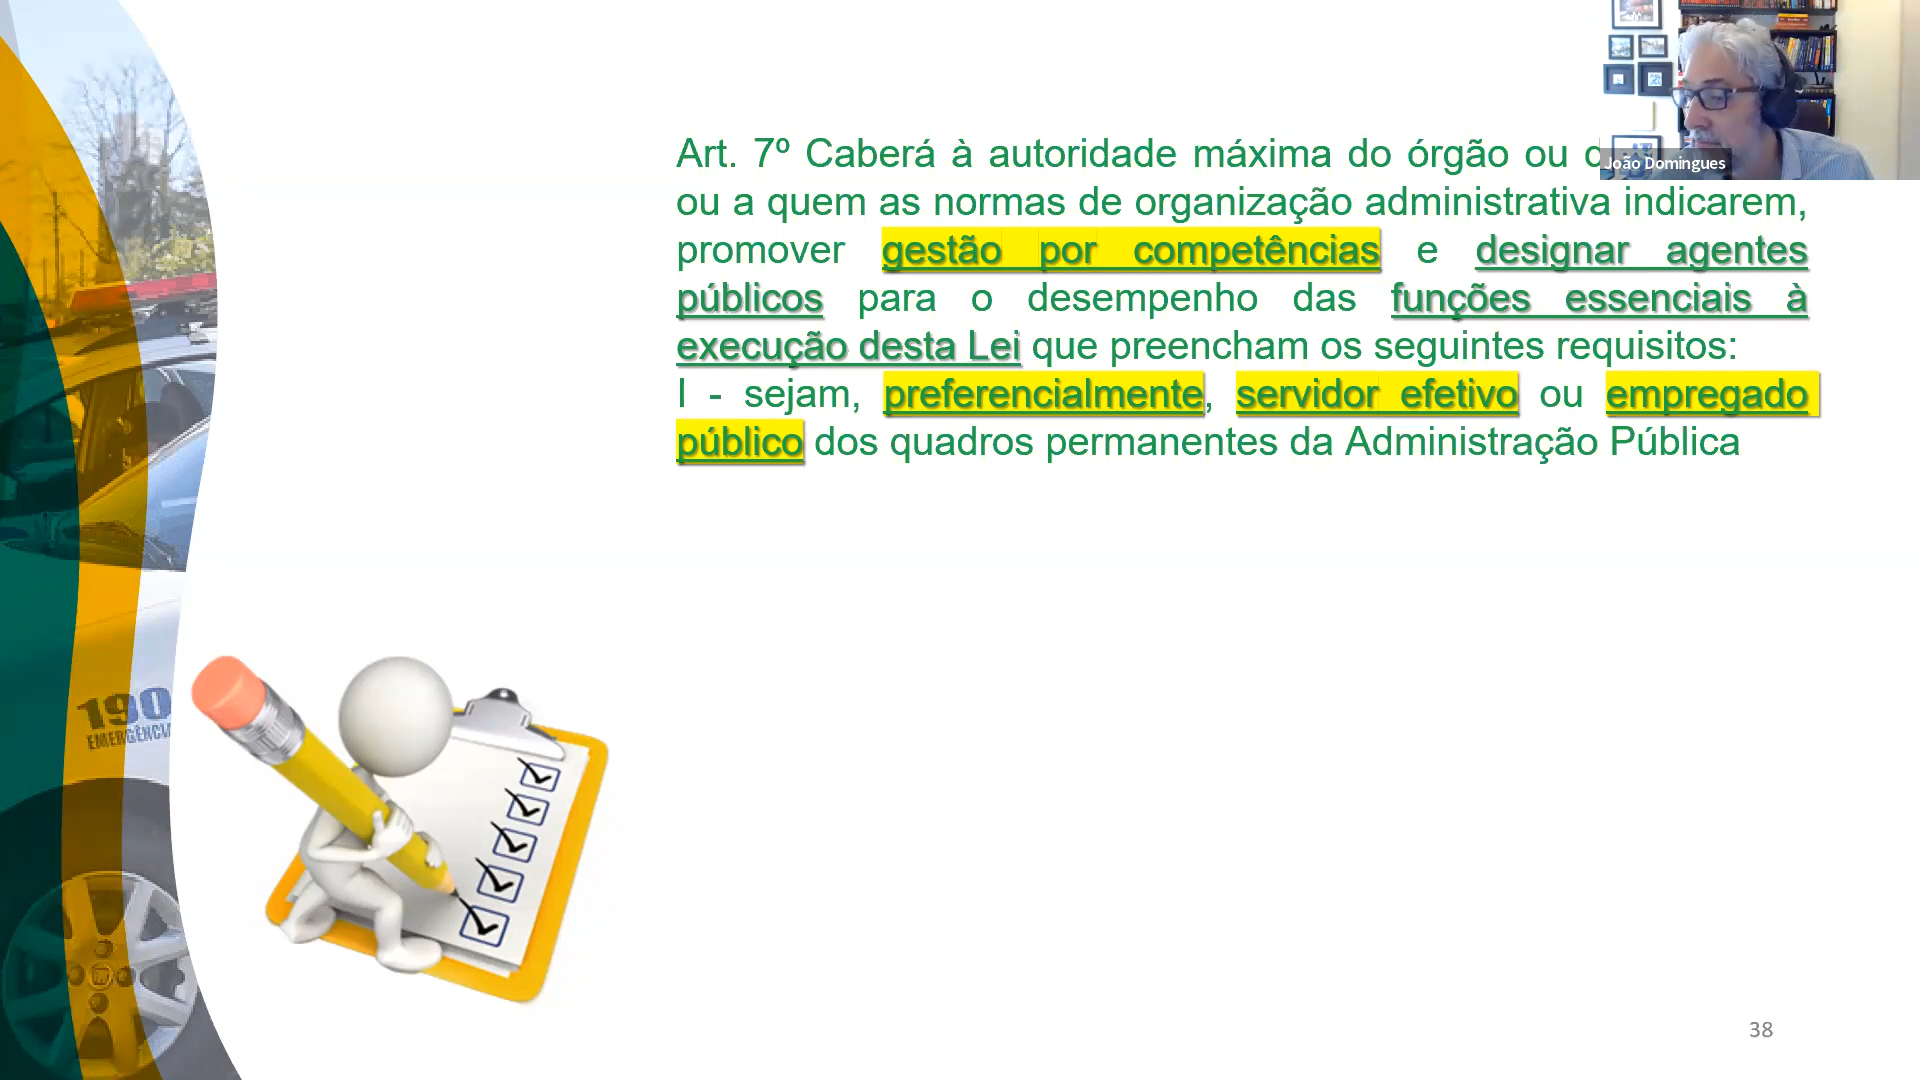 Art. 7º Caberá à autoridade máxima do órgão ou
João Domingues
ou a quem as normas de organização administrativa indicarem,
promover gestão por competências e designar agentes
públicos para o desempenho das funções essenciais à
execução desta Lei que preencham os seguintes requisitos:
I - sejam, preferencialmente, servidor efetivo ou empregado
público dos quadros permanentes da Administração Pública
190
EMERGÊNCIA
38